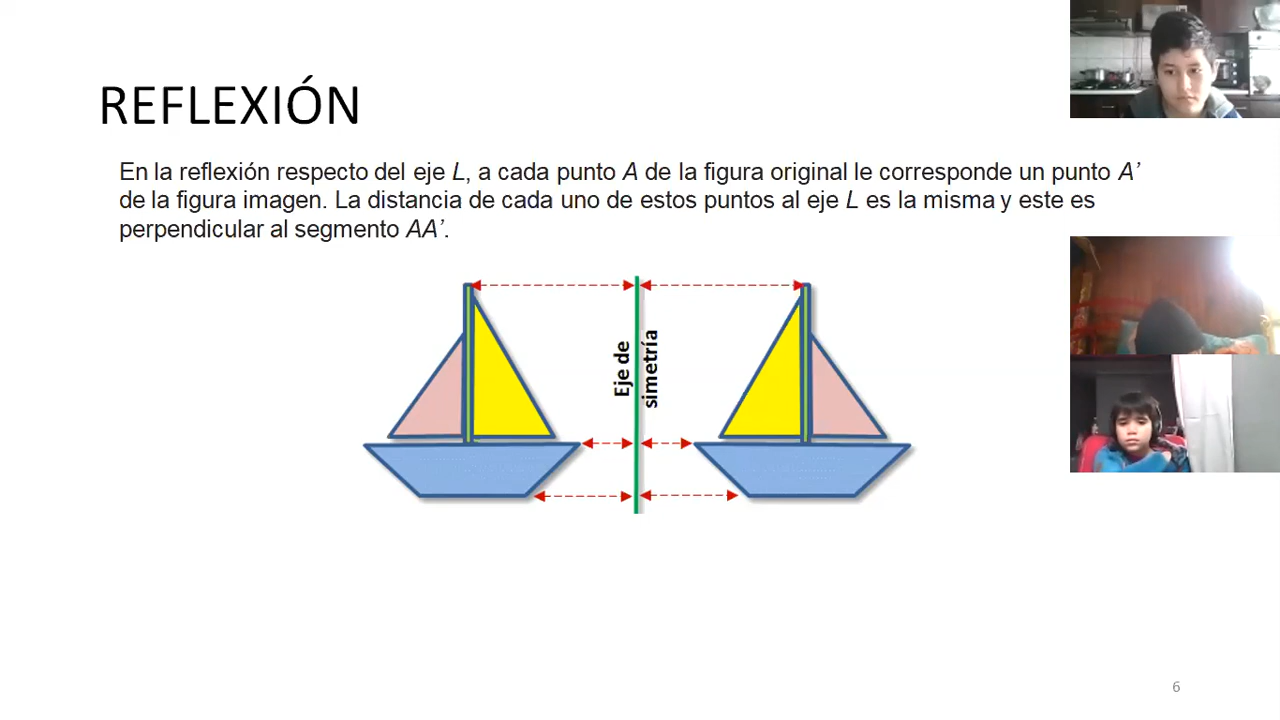 REFLEXIÓN
En la reflexión respecto del eje L, a cada punto A de la figura original le corresponde un punto A’
de la figura imagen. La distancia de cada uno de estos puntos al eje L es la misma y este es
perpendicular al segmento AA’.
Eje de
simetría
6